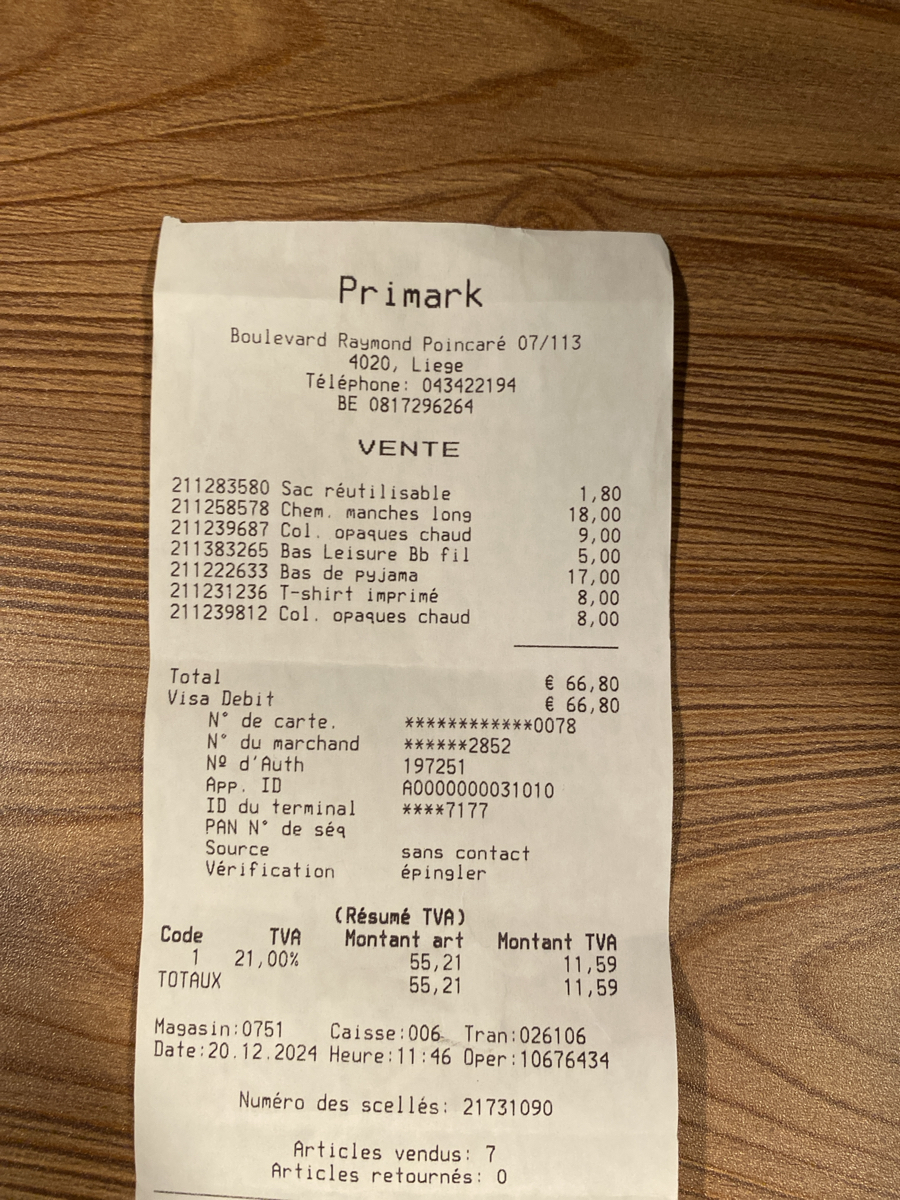 Primark
Boulevard Raymond Poincaré 07/113
4020, Liege
Téléphone: 043422194
BE 0817296264
VENTE
211283580 Sac réutilisable 1,80
211258578 Chem. manches long 18,00
211239687 Col. opaques chaud 9,00
211383265 Bas Leisure Bb fil 5,00
211222633 Bas de pyjama 17,00
211231236 T-shirt imprimé 8,00
211239812 Col. opaques chaud 8,00
Total € 66,80
Visa Debit € 66,80
N° de carte. ************0078
N° du marchand ******2852
Nº d'Auth 197251
App. ID A0000000031010
ID du terminal ****7177
PAN N° de séq
Source sans contact
Vérification épingler
(Résumé TVA)
Code TVA Montant art Montant TVA
1 21,00% 55,21 11,59
TOTAUX 55,21 11,59
Magasin:0751 Caisse:006 Tran:026106
Date:20.12.2024 Heure:11:46 Oper:10676434
Numéro des scellés: 21731090
Articles vendus: 7
Articles retournés: 0